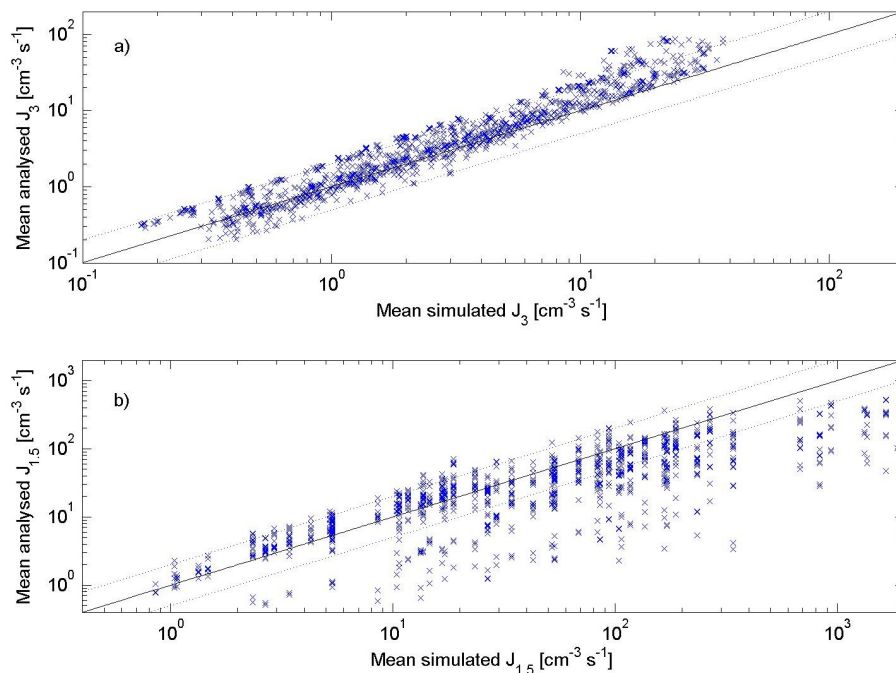 a)
10^2
10^1
10^0
10^-1
Mean analysed J_3 [cm^-3 s^-1]
10^-1 10^0 10^1 10^2
Mean simulated J_3 [cm^-3 s^-1]
b)
10^3
10^2
10^1
10^0
Mean analysed J_1.5 [cm^-3 s^-1]
10^0 10^1 10^2 10^3
Mean simulated J_1.5 [cm^-3 s^-1]